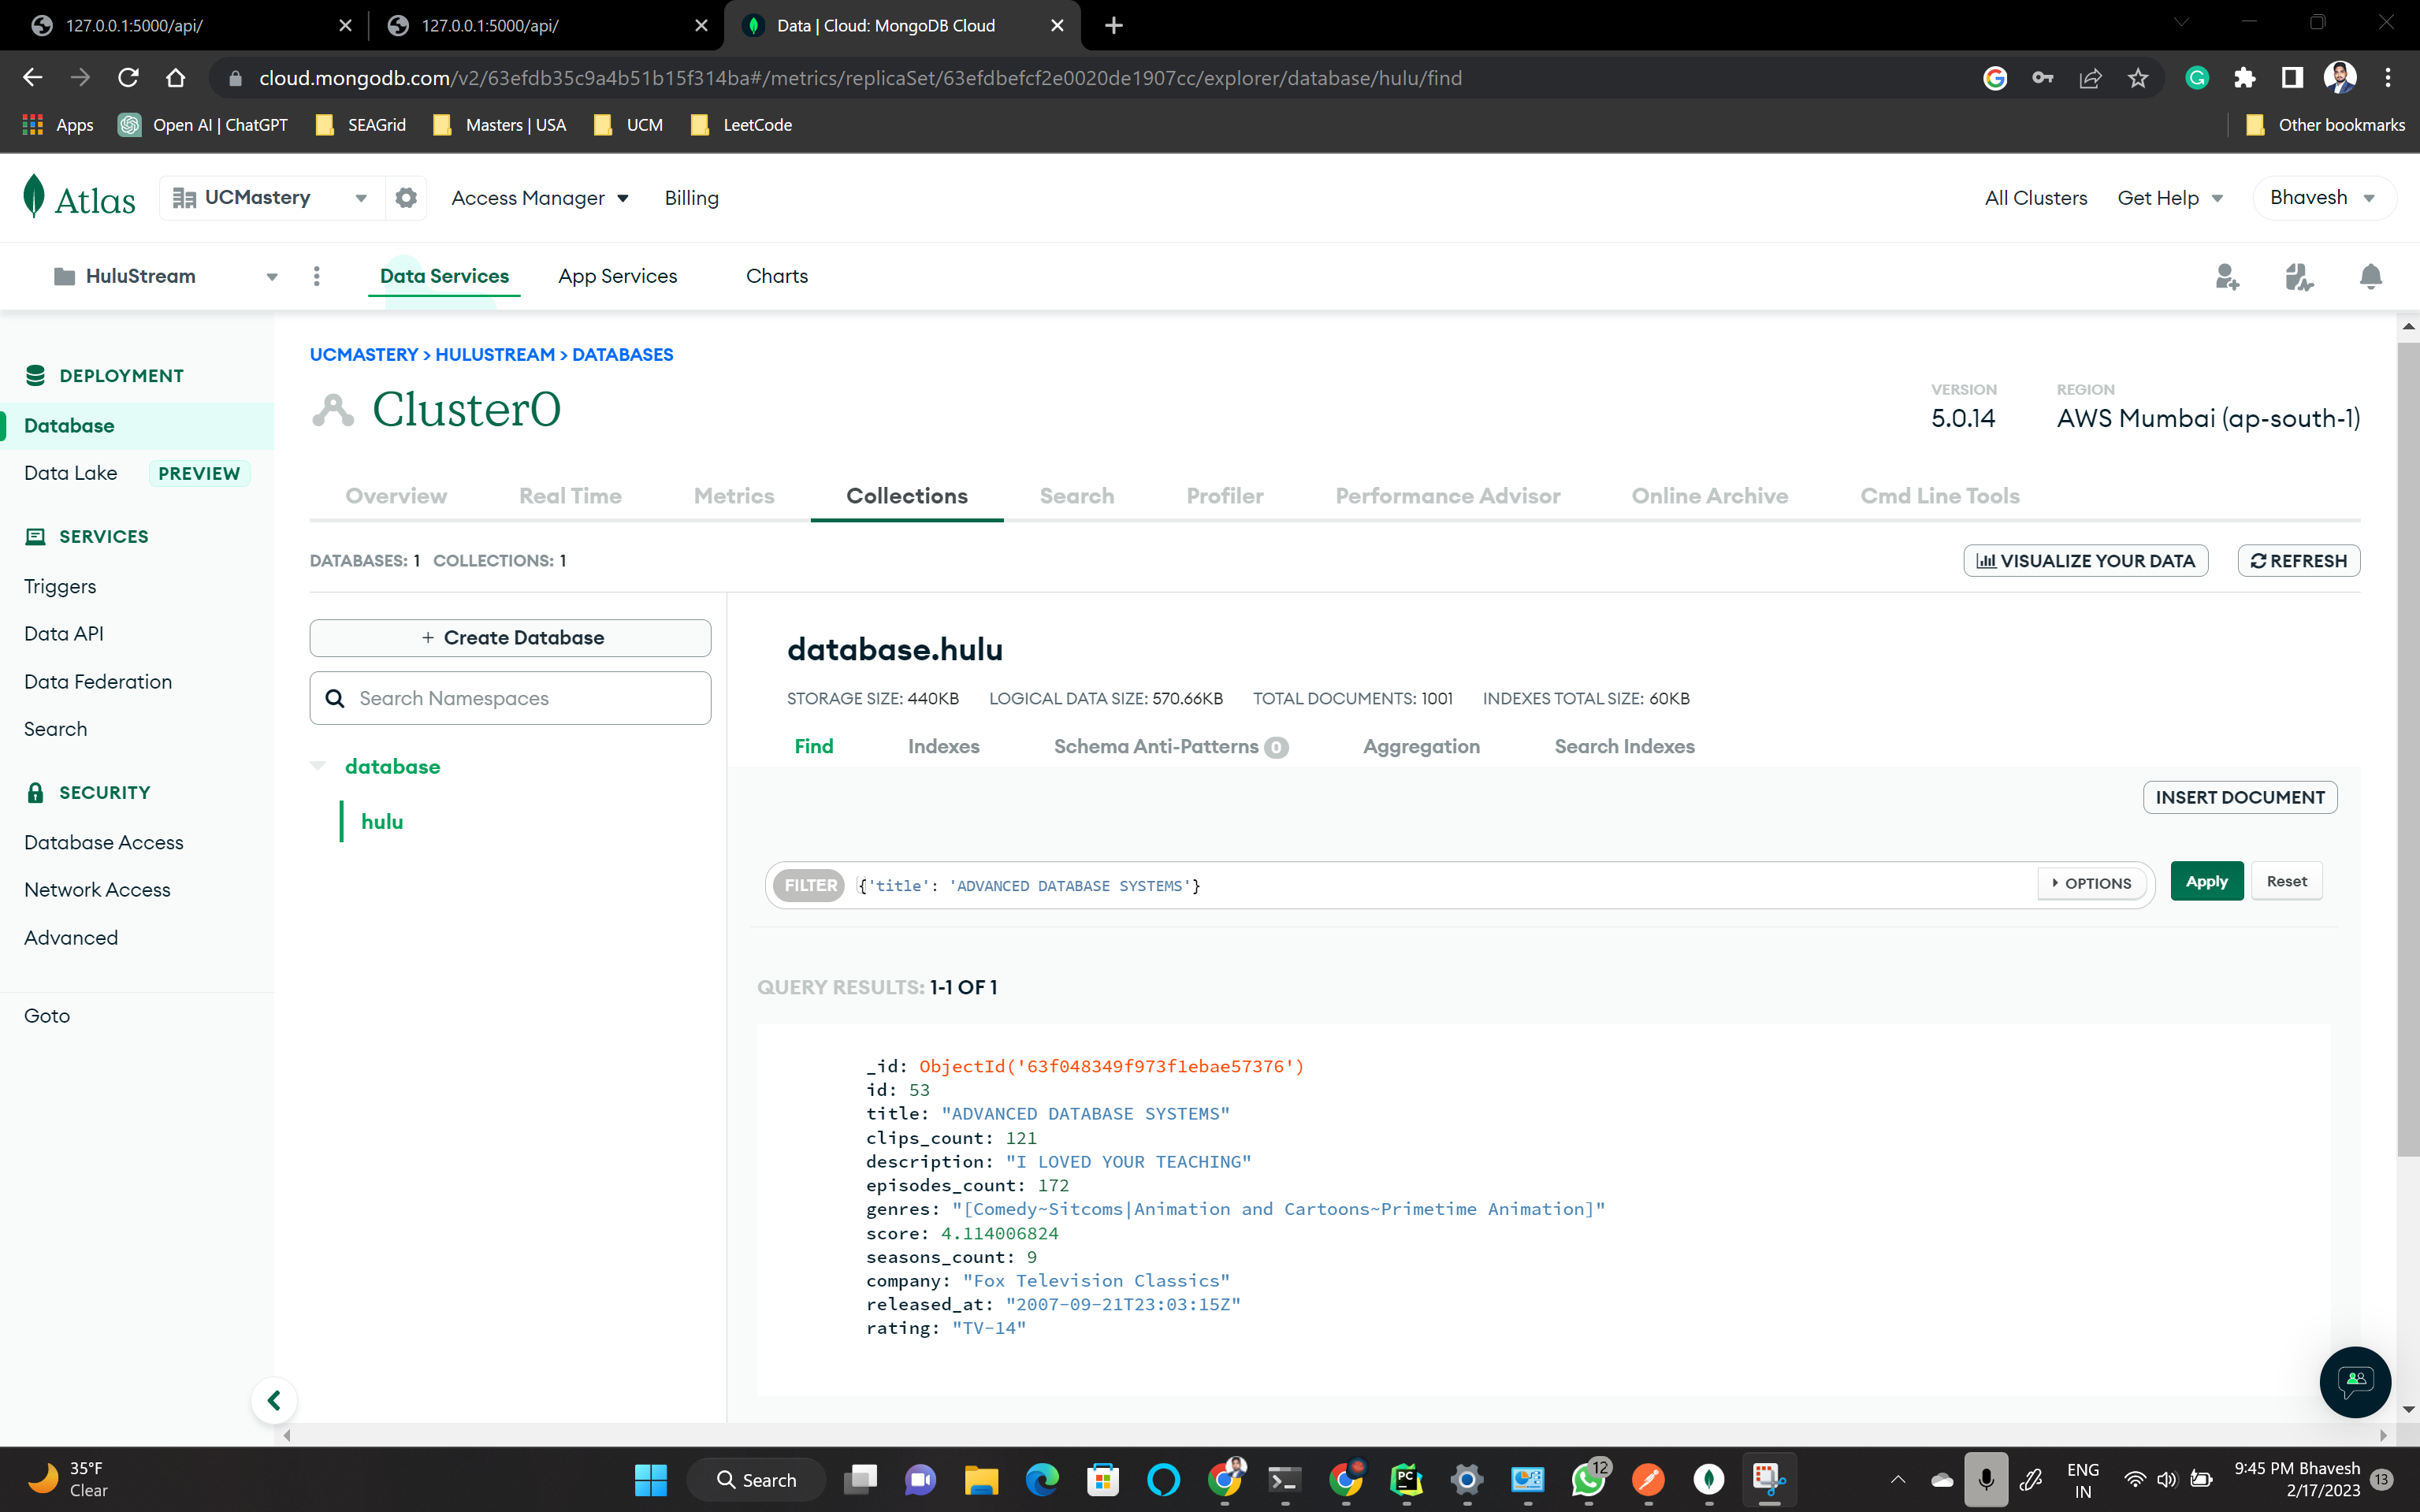 127.0.0.1:5000/api/
127.0.0.1:5000/api/
Data | Cloud: MongoDB Cloud
cloud.mongodb.com/v2/63efdb35c9a4b51b15f314ba#/metrics/replicaSet/63efdbefcf2e0020de1907cc/explorer/database/hulu/find
Apps Open AI | ChatGPT SEAGrid Masters | USA UCM LeetCode Other bookmarks
Atlas UCMastery Access Manager Billing All Clusters Get Help Bhavesh
HuluStream Data Services App Services Charts
DEPLOYMENT
Database
Data Lake PREVIEW
SERVICES
Triggers
Data API
Data Federation
Search
SECURITY
Database Access
Network Access
Advanced
Goto
UCMASTERY > HULUSTREAM > DATABASES
Cluster0
VERSION
5.0.14
REGION
AWS Mumbai (ap-south-1)
Overview Real Time Metrics Collections Search Profiler Performance Advisor Online Archive Cmd Line Tools
DATABASES: 1 COLLECTIONS: 1
VISUALIZE YOUR DATA REFRESH
+ Create Database
Search Namespaces
database
hulu
database.hulu
STORAGE SIZE: 440KB LOGICAL DATA SIZE: 570.66KB TOTAL DOCUMENTS: 1001 INDEXES TOTAL SIZE: 60KB
Find Indexes Schema Anti-Patterns 0 Aggregation Search Indexes
INSERT DOCUMENT
FILTER {'title': 'ADVANCED DATABASE SYSTEMS'} OPTIONS Apply Reset
QUERY RESULTS: 1-1 OF 1
_id: ObjectId('63f048349f973f1ebae57376')
id: 53
title: "ADVANCED DATABASE SYSTEMS"
clips_count: 121
description: "I LOVED YOUR TEACHING"
episodes_count: 172
genres: "[Comedy~Sitcoms|Animation and Cartoons~Primetime Animation]"
score: 4.114006824
seasons_count: 9
company: "Fox Television Classics"
released_at: "2007-09-21T23:03:15Z"
rating: "TV-14"
35°F
Clear
Search
PC
12
ENG
IN
9:45 PM Bhavesh
2/17/2023
13